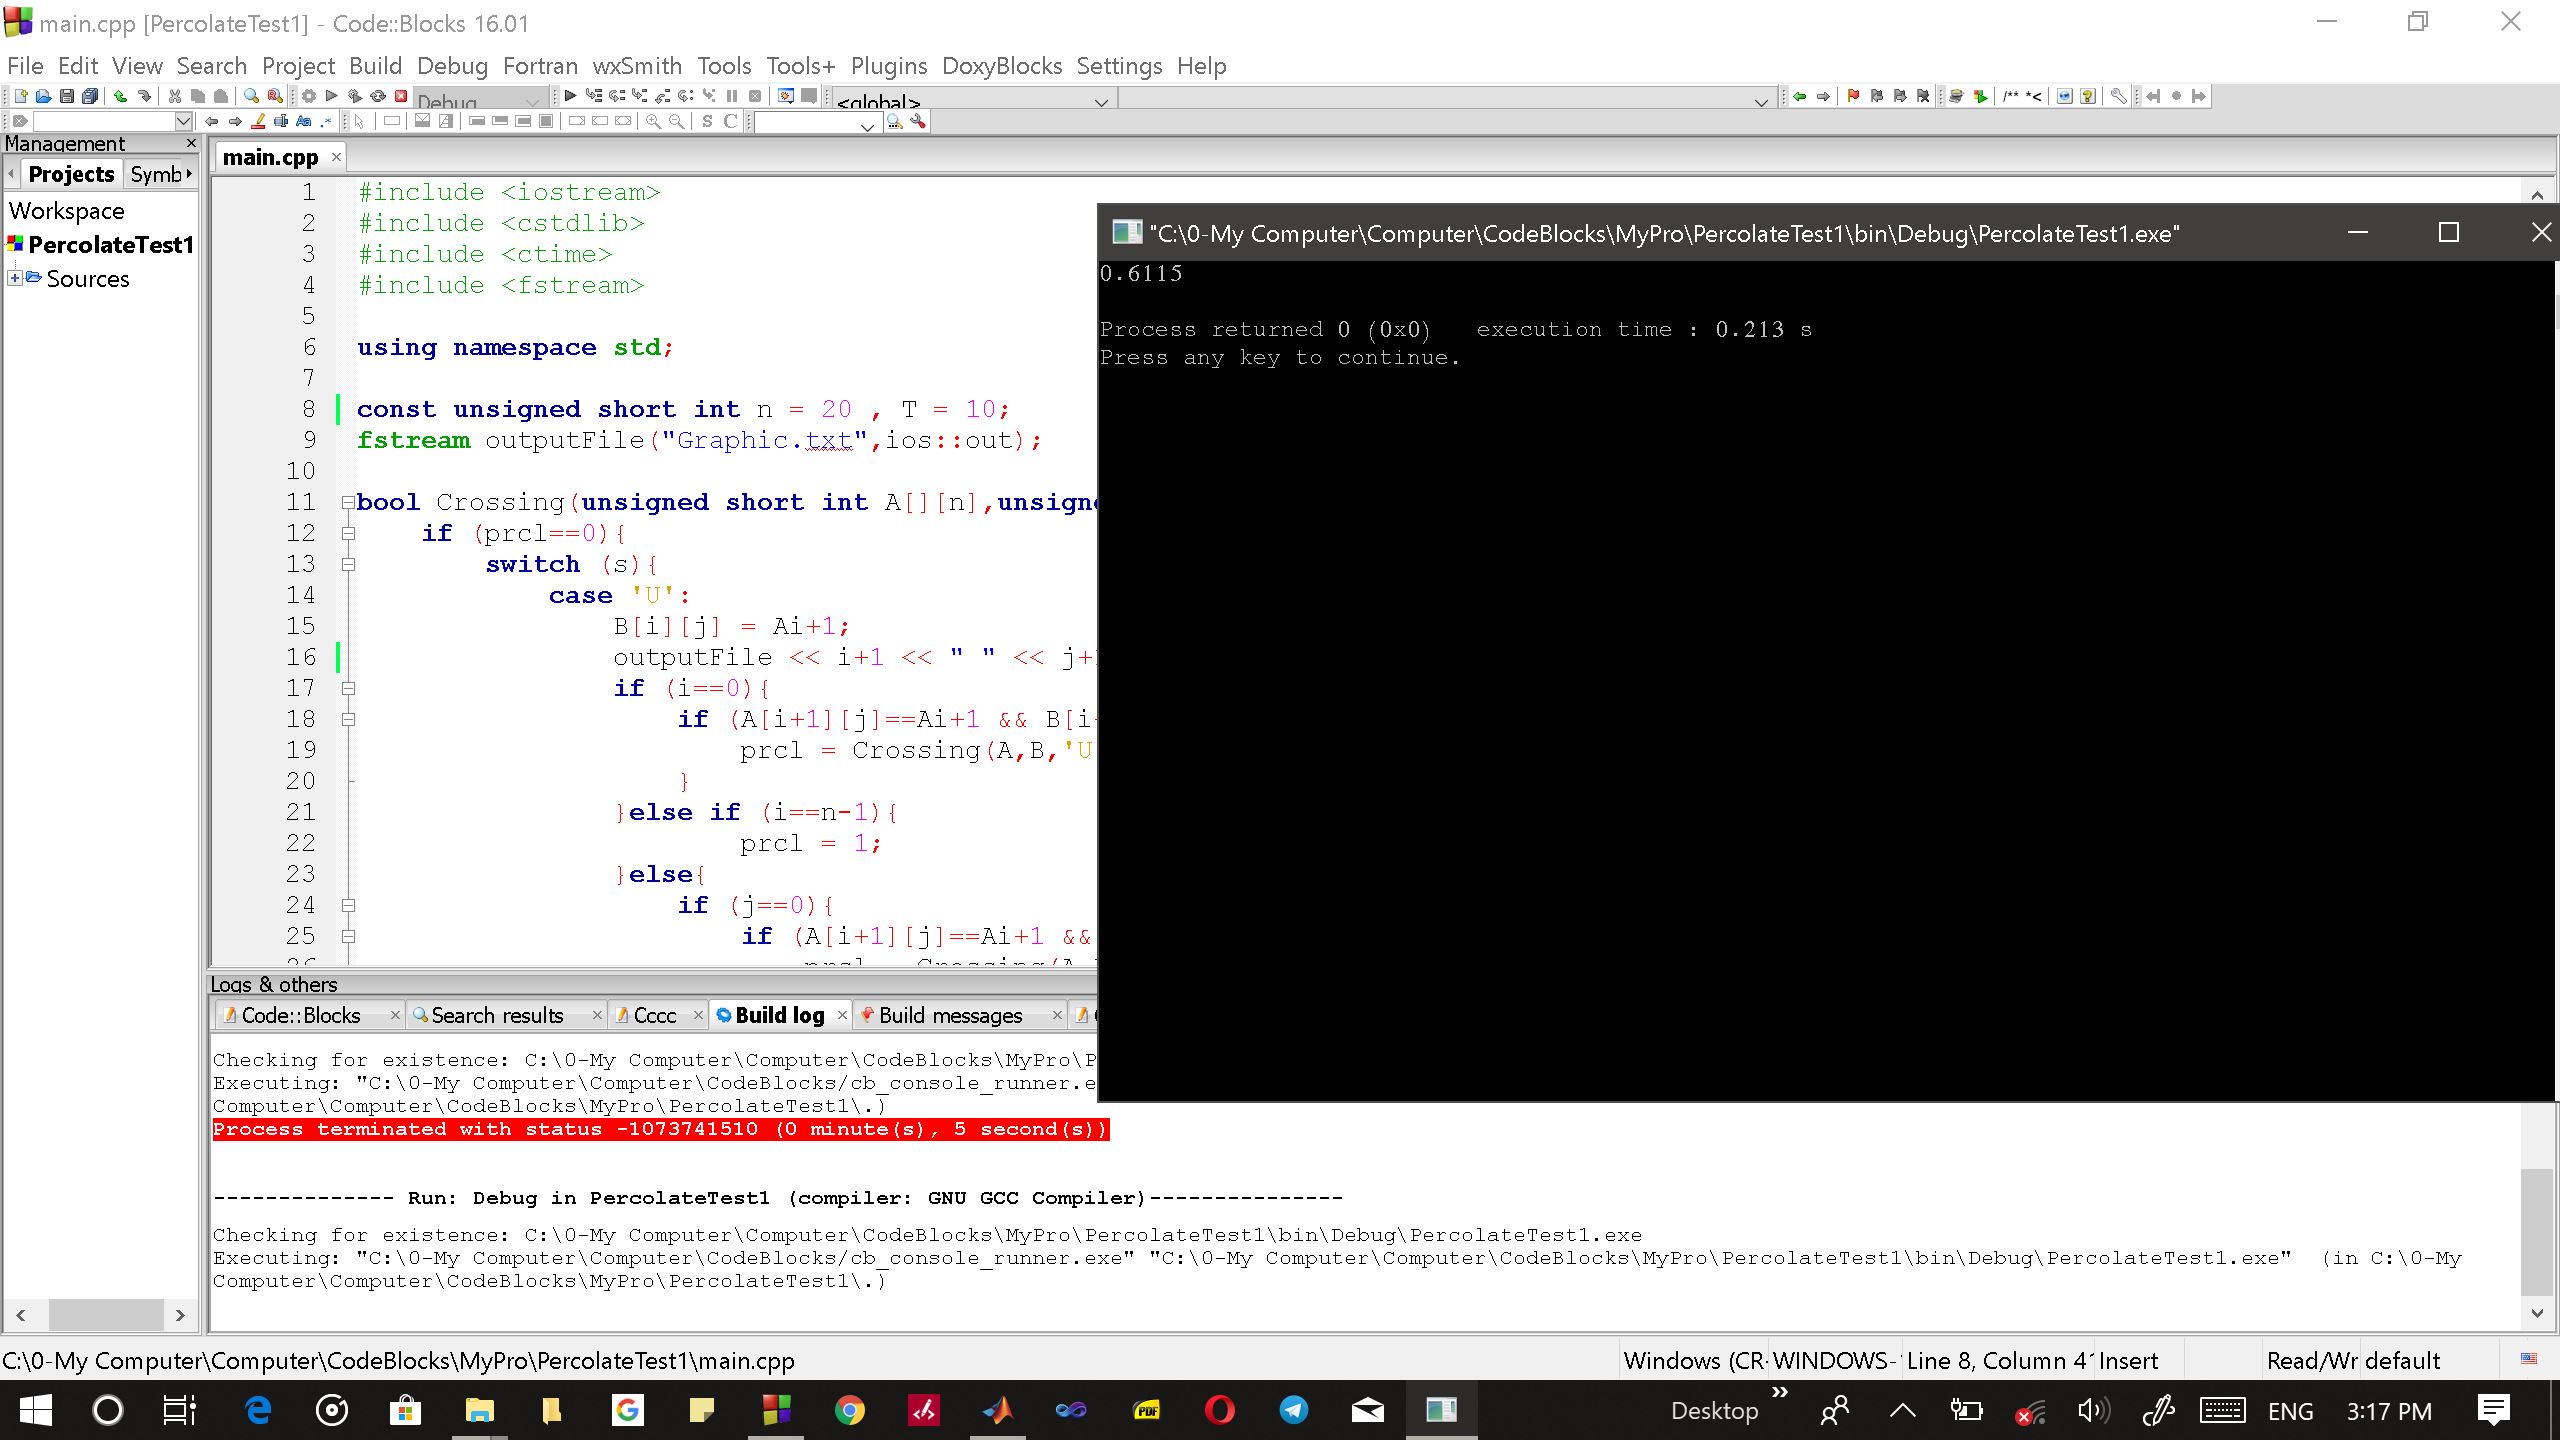 main.cpp [PercolateTest1] - Code::Blocks 16.01
File Edit View Search Project Build Debug Fortran wxSmith Tools Tools+ Plugins DoxyBlocks Settings Help
Debug
<global>
/** *<
S C
Management
Projects Symb
Workspace
PercolateTest1
Sources
main.cpp
1 #include <iostream>
2 #include <cstdlib>
3 #include <ctime>
4 #include <fstream>
5
6 using namespace std;
7
8 const unsigned short int n = 20 , T = 10;
9 fstream outputFile("Graphic.txt",ios::out);
10
11 bool Crossing(unsigned short int A[][n],unsign
12 if (prcl==0){
13 switch (s){
14 case 'U':
15 B[i][j] = Ai+1;
16 outputFile << i+1 << " " << j+
17 if (i==0){
18 if (A[i+1][j]==Ai+1 && B[i
19 prcl = Crossing(A,B,'U
20 }
21 }else if (i==n-1){
22 prcl = 1;
23 }else{
24 if (j==0){
25 if (A[i+1][j]==Ai+1 &&
"C:\0-My Computer\Computer\CodeBlocks\MyPro\PercolateTest1\bin\Debug\PercolateTest1.exe"
0.6115
Process returned 0 (0x0) execution time : 0.213 s
Press any key to continue.
Logs & others
Code::Blocks Search results Cccc Build log Build messages
Checking for existence: C:\0-My Computer\Computer\CodeBlocks\MyPro\P
Executing: "C:\0-My Computer\Computer\CodeBlocks/cb_console_runner.e
Computer\Computer\CodeBlocks\MyPro\PercolateTest1\.)
Process terminated with status -1073741510 (0 minute(s), 5 second(s))
-------------- Run: Debug in PercolateTest1 (compiler: GNU GCC Compiler)---------------
Checking for existence: C:\0-My Computer\Computer\CodeBlocks\MyPro\PercolateTest1\bin\Debug\PercolateTest1.exe
Executing: "C:\0-My Computer\Computer\CodeBlocks/cb_console_runner.exe" "C:\0-My Computer\Computer\CodeBlocks\MyPro\PercolateTest1\bin\Debug\PercolateTest1.exe" (in C:\0-My
Computer\Computer\CodeBlocks\MyPro\PercolateTest1\.)
C:\0-My Computer\Computer\CodeBlocks\MyPro\PercolateTest1\main.cpp Windows (CR WINDOWS- Line 8, Column 4 Insert Read/Wr default
PDF Desktop ENG 3:17 PM